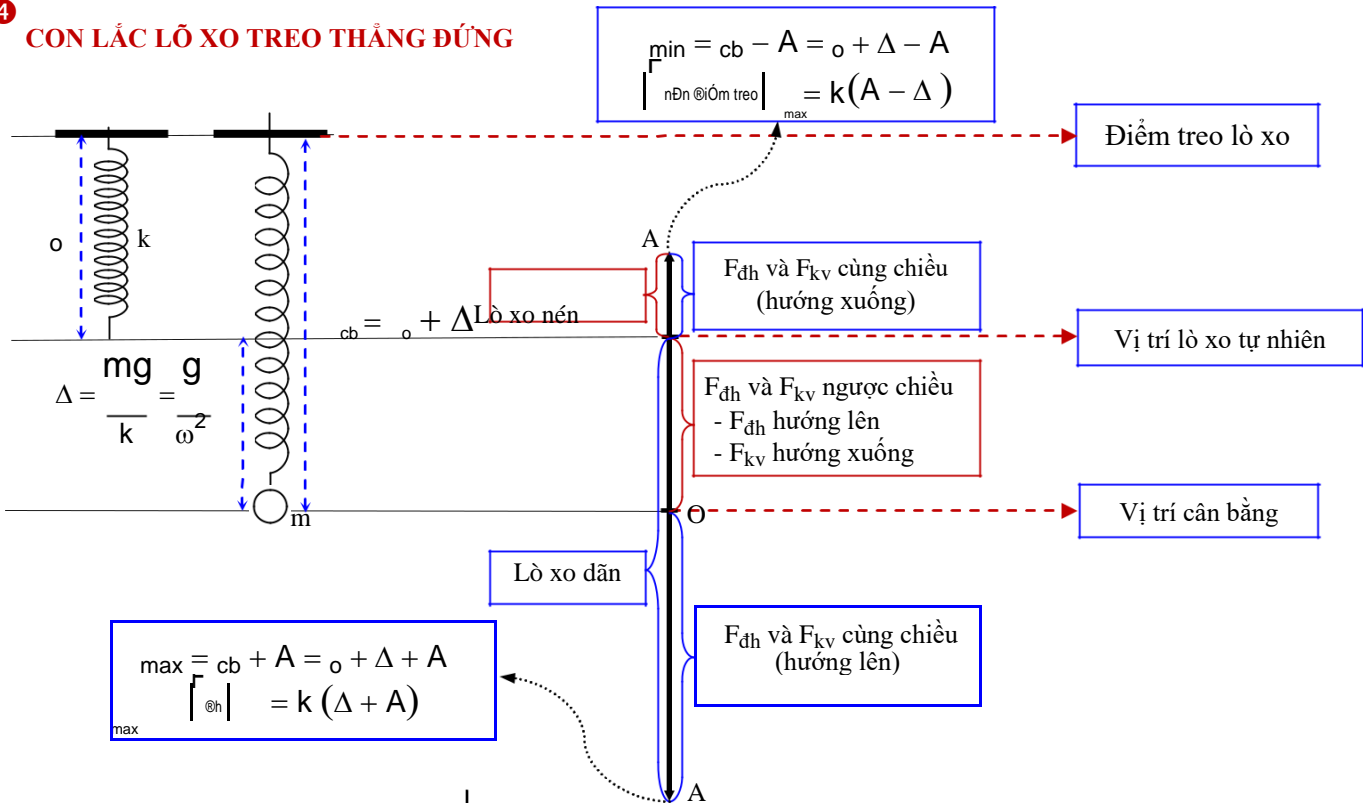 4
CON LẮC LÕ XO TREO THẲNG ĐỨNG
min = cb − A = o + Δ − A
nÐn ®iÓm treo = k(A − Δ )
max
Điểm treo lò xo
o
k
A
Fđh và Fkv cùng chiều
(hướng xuống)
Lò xo nén
cb = o + Δ
Vị trí lò xo tự nhiên
Δ = mg/k = g/ω²
Fđh và Fkv ngược chiều
- Fđh hướng lên
- Fkv hướng xuống
m
O
Vị trí cân bằng
Lò xo dãn
Fđh và Fkv cùng chiều
(hướng lên)
max = cb + A = o + Δ + A
®h = k (Δ + A)
max
A